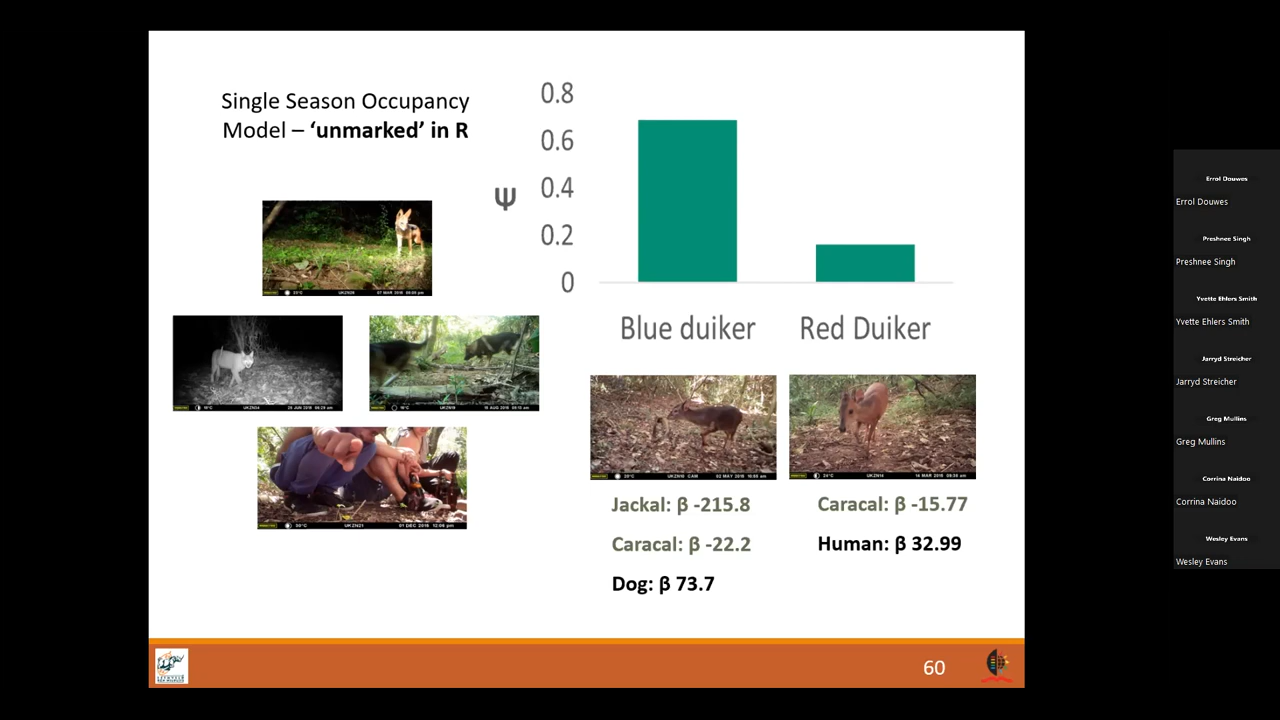 Single Season Occupancy
Model – ‘unmarked’ in R
0.8
0.6
0.4
0.2
0
ψ
Blue duiker
Red Duiker
Jackal: β -215.8
Caracal: β -22.2
Dog: β 73.7
Caracal: β -15.77
Human: β 32.99
60
Errol Douwes
Errol Douwes
Preshnee Singh
Preshnee Singh
Yvette Ehlers Smith
Yvette Ehlers Smith
Jarryd Streicher
Jarryd Streicher
Greg Mullins
Greg Mullins
Corrina Naidoo
Corrina Naidoo
Wesley Evans
Wesley Evans